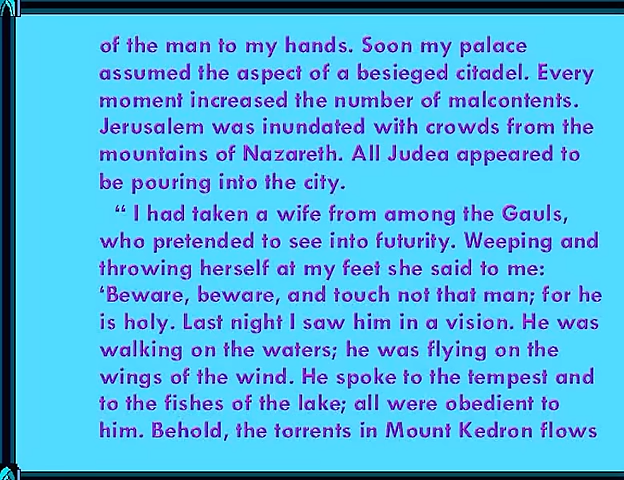 of the man to my hands. Soon my palace
assumed the aspect of a besieged citadel. Every
moment increased the number of malcontents.
Jerusalem was inundated with crowds from the
mountains of Nazareth. All Judea appeared to
be pouring into the city.
“ I had taken a wife from among the Gauls,
who pretended to see into futurity. Weeping and
throwing herself at my feet she said to me:
‘Beware, beware, and touch not that man; for he
is holy. Last night I saw him in a vision. He was
walking on the waters; he was flying on the
wings of the wind. He spoke to the tempest and
to the fishes of the lake; all were obedient to
him. Behold, the torrents in Mount Kedron flows